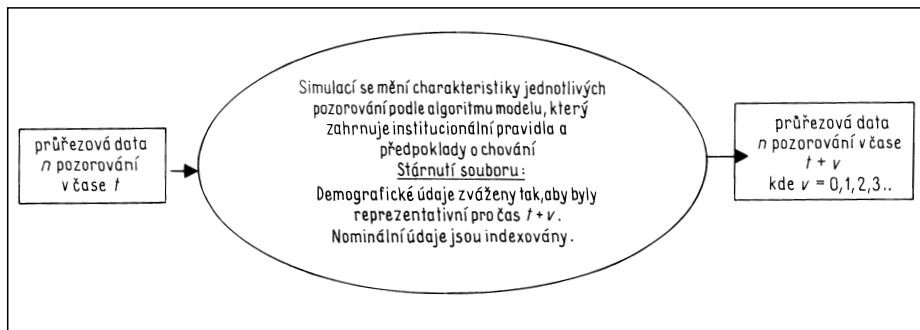 průřezová data
n pozorování
v čase t
Simulací se mění charakteristiky jednotlivých
pozorování podle algoritmu modelu, který
zahrnuje institucionální pravidla a
předpoklady o chování
Stárnutí souboru:
Demografické údaje zváženy tak,aby byly
reprezentativní pro čas t+v.
Nominální údaje jsou indexovány.
průřezová data
n pozorování v čase
t + v
kde v = 0,1,2,3..